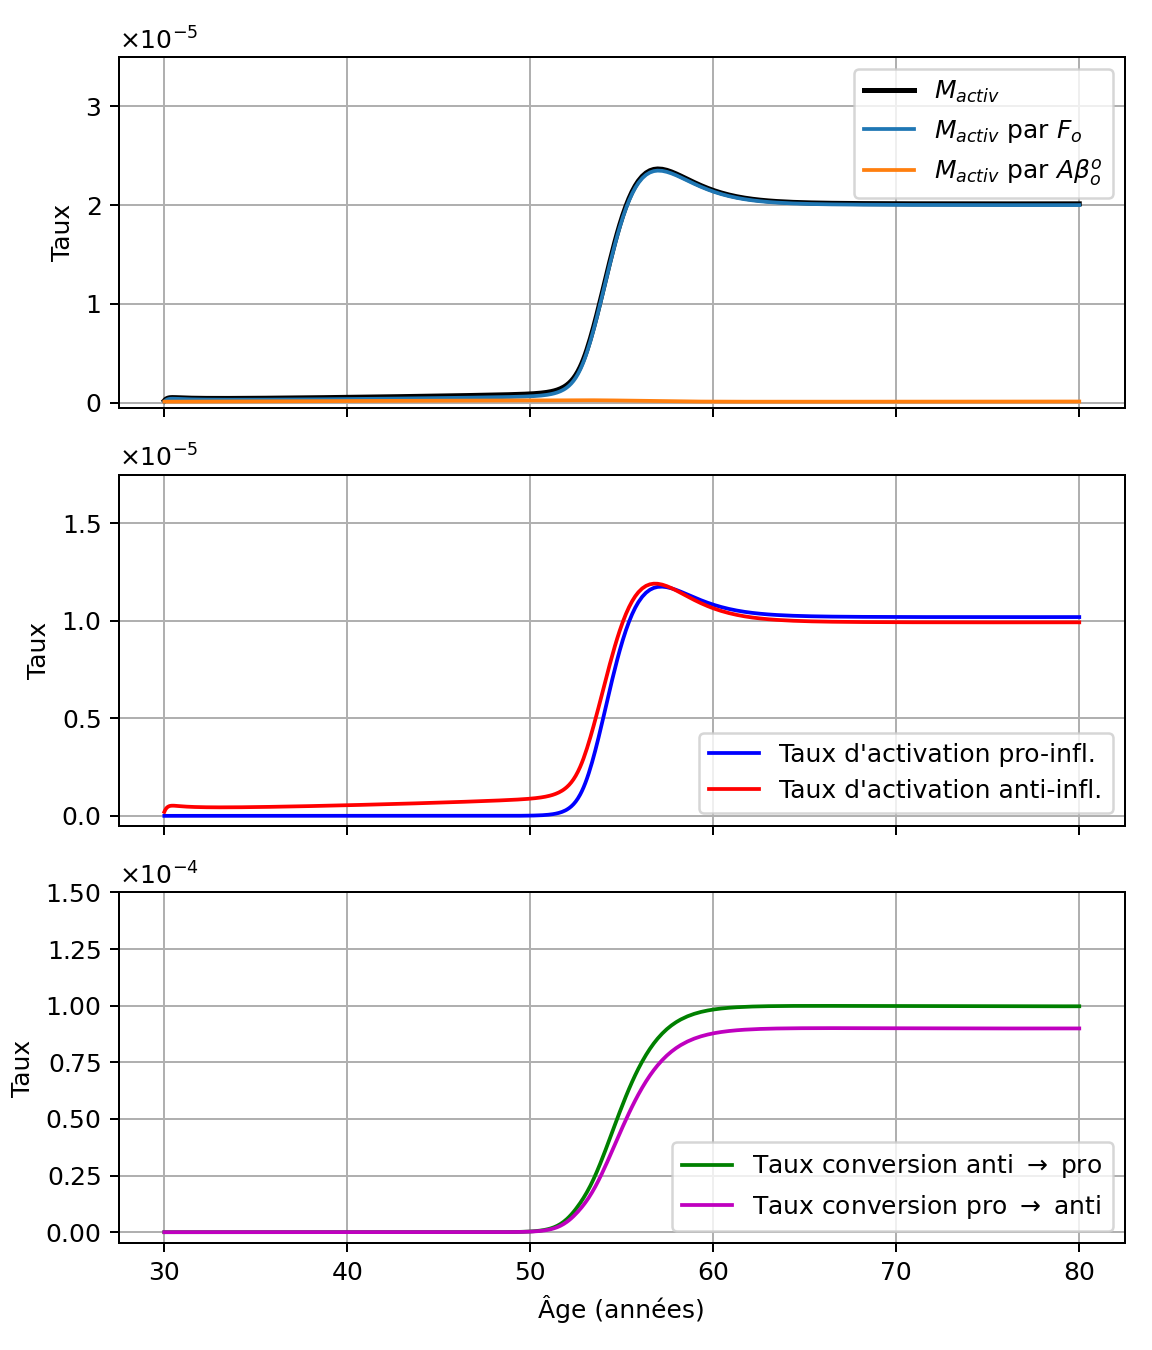 ×10⁻⁵
3
2
1
0
Taux
M_activ
M_activ par F_o
M_activ par Aβ_o^o
×10⁻⁵
1.5
1.0
0.5
0.0
Taux
Taux d'activation pro-infl.
Taux d'activation anti-infl.
×10⁻⁴
1.50
1.25
1.00
0.75
0.50
0.25
0.00
Taux
Taux conversion anti → pro
Taux conversion pro → anti
30 40 50 60 70 80
Âge (années)